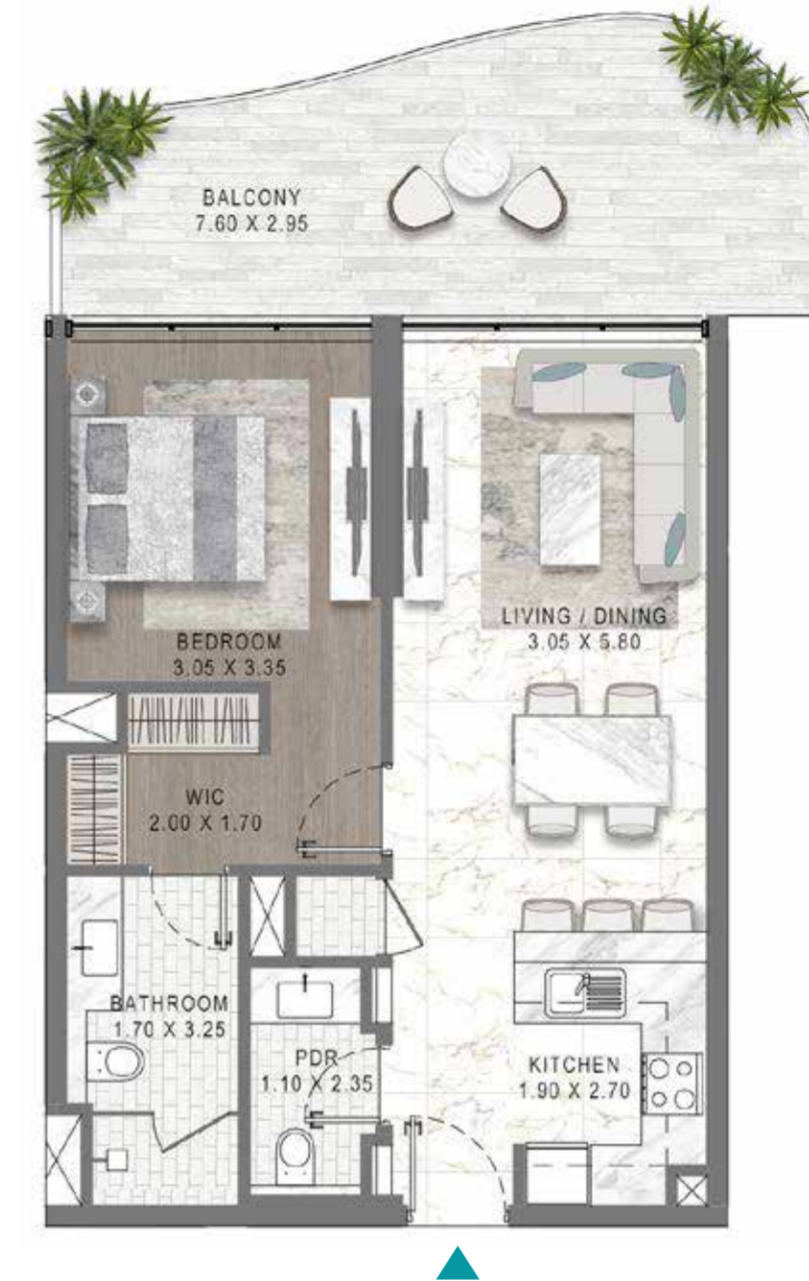 BALCONY
7.60 X 2.95
LIVING / DINING
3.05 X 5.80
BEDROOM
3.05 X 3.35
WIC
2.00 X 1.70
BATHROOM
1.70 X 3.25
PDR
1.10 X 2.35
KITCHEN
1.90 X 2.70